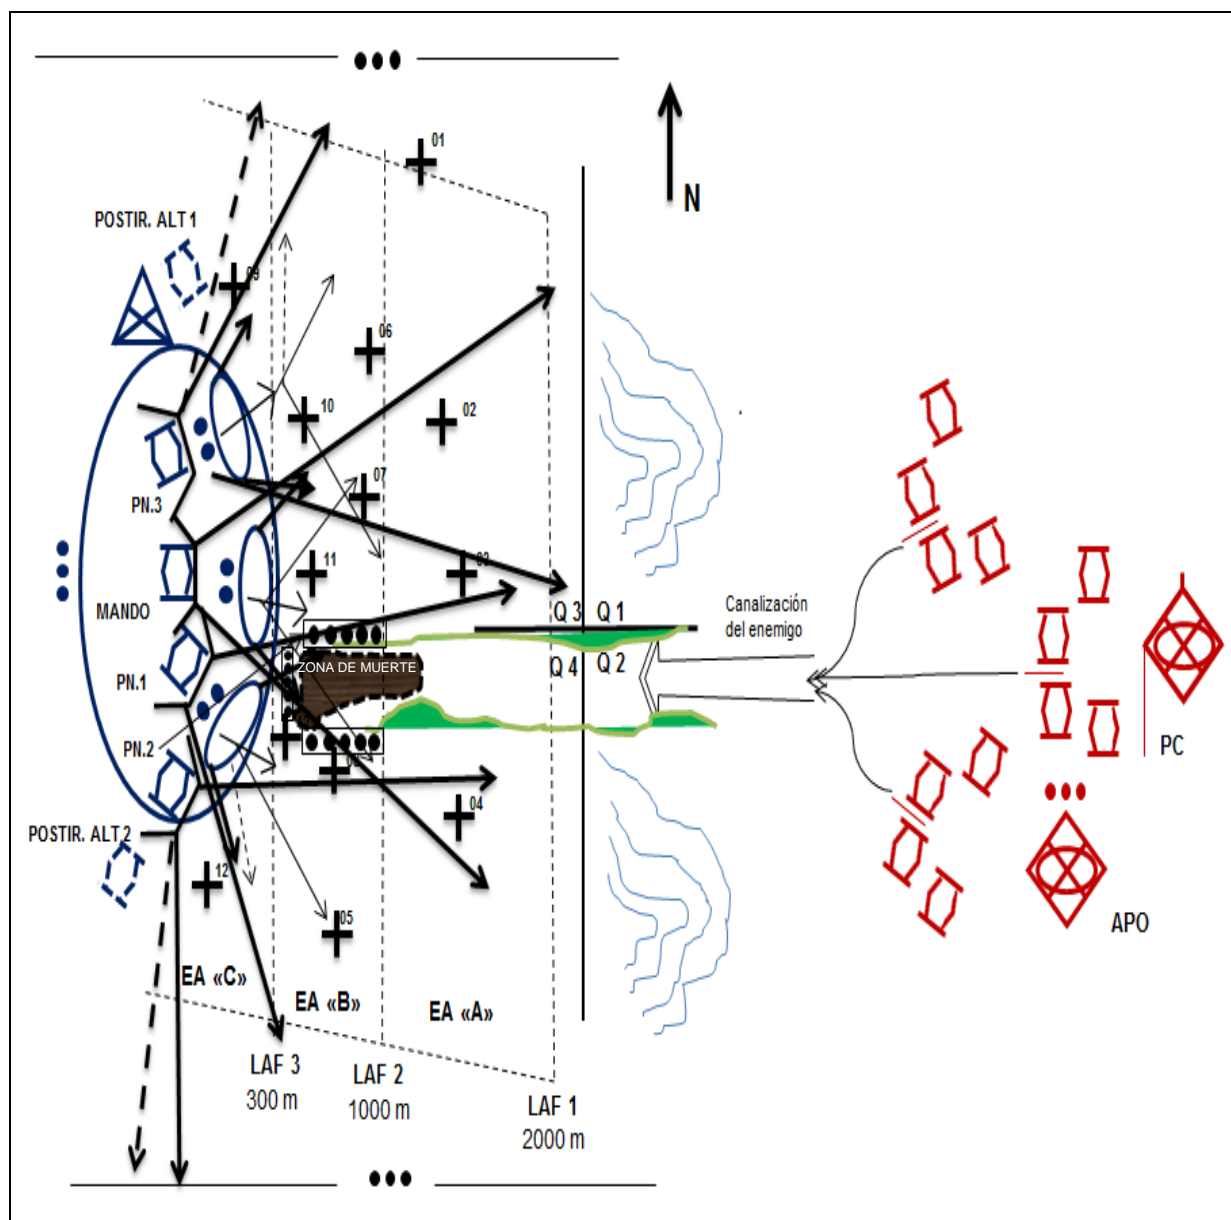 01
N
POSTIR. ALT 1
09
06
10
02
07
PN.3
11
03
MANDO
Q 3
Q 1
Canalización
del enemigo
ZONA DE MUERTE
Q 4
Q 2
PN.1
PN.2
PC
04
POSTIR. ALT 2
12
05
APO
EA «C»
EA «B»
EA «A»
LAF 3
300 m
LAF 2
1000 m
LAF 1
2000 m